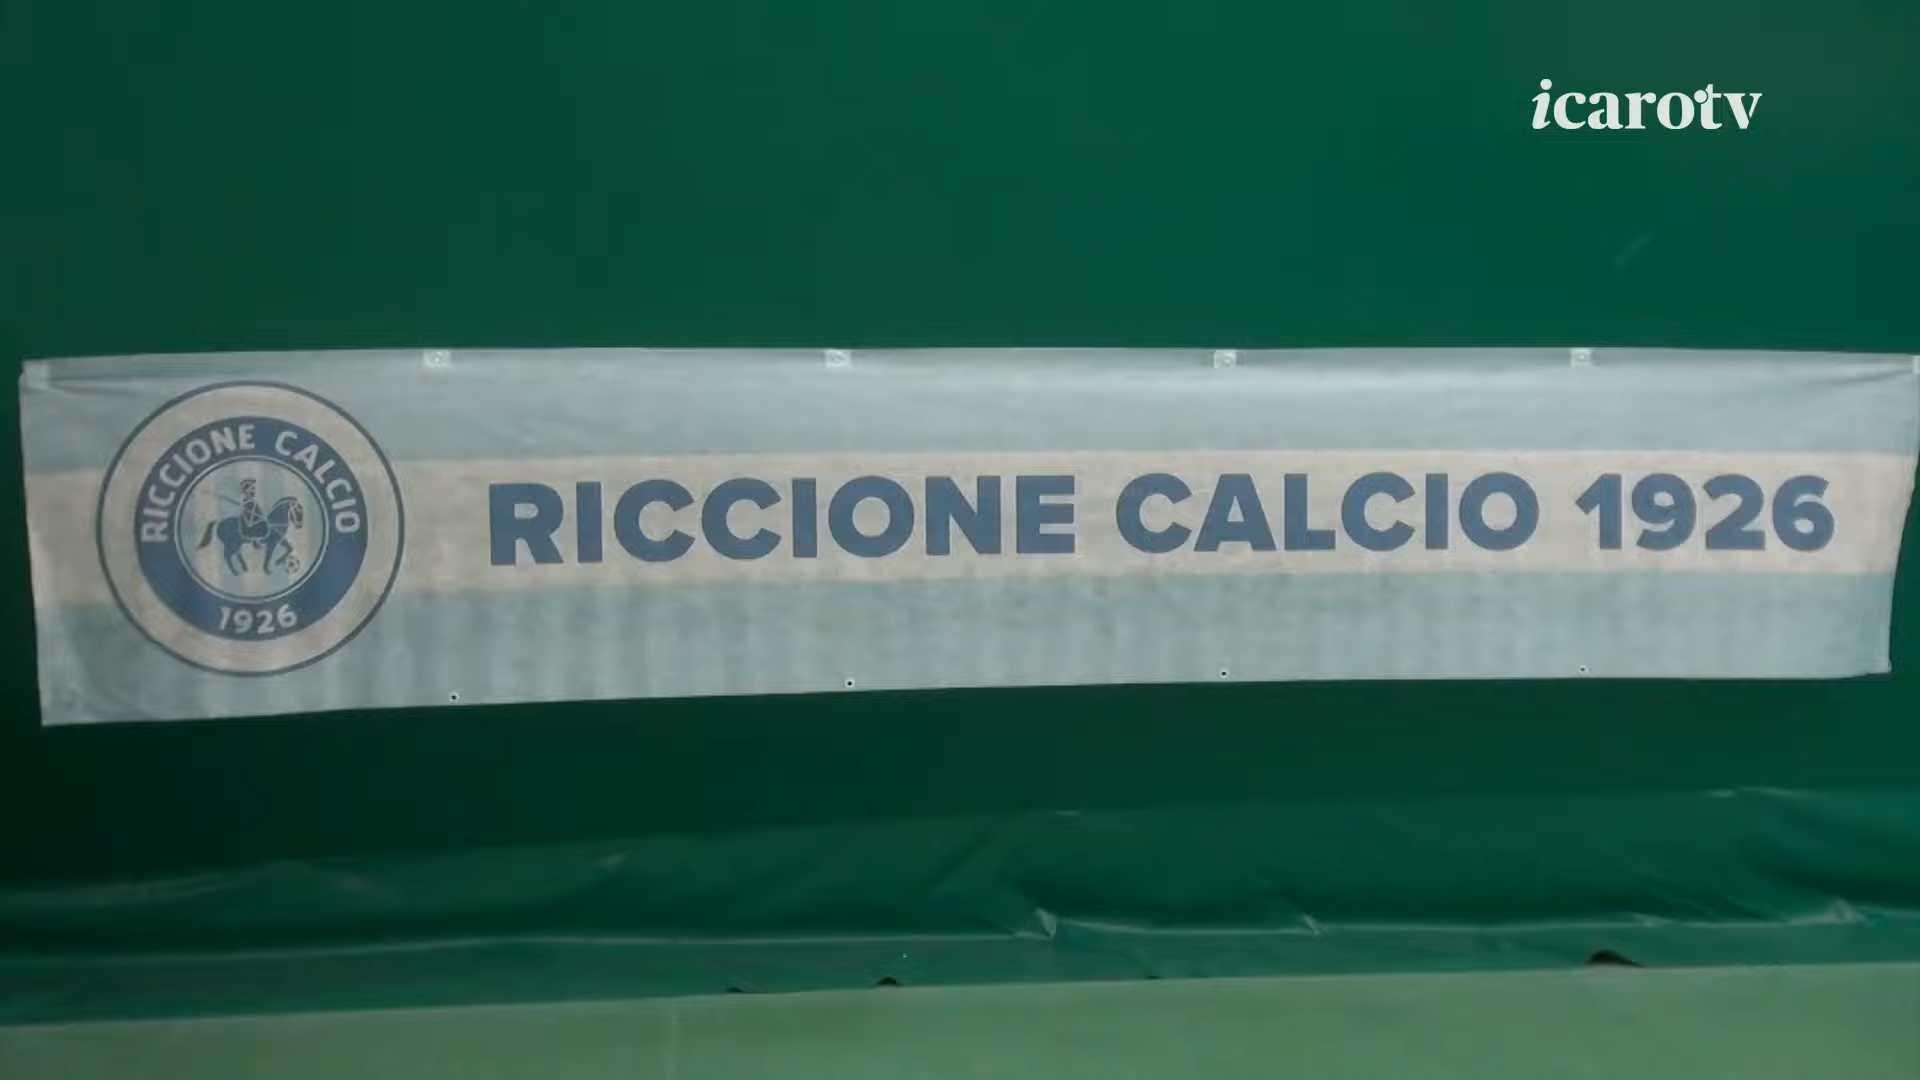 icarotv
RICCIONE CALCIO
1926
RICCIONE CALCIO 1926